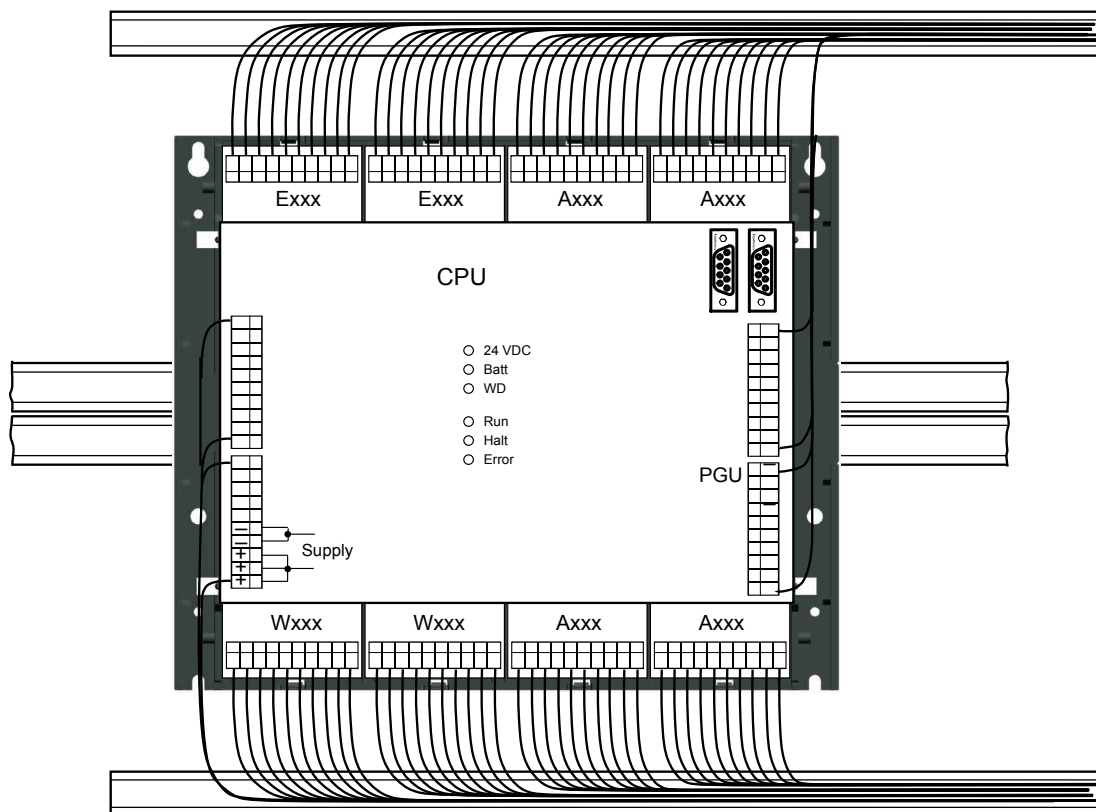 Exxx
Exxx
Axxx
Axxx
CPU
24 VDC
Batt
WD
Run
Halt
Error
PGU
–
–
+
+
+
Supply
Wxxx
Wxxx
Axxx
Axxx